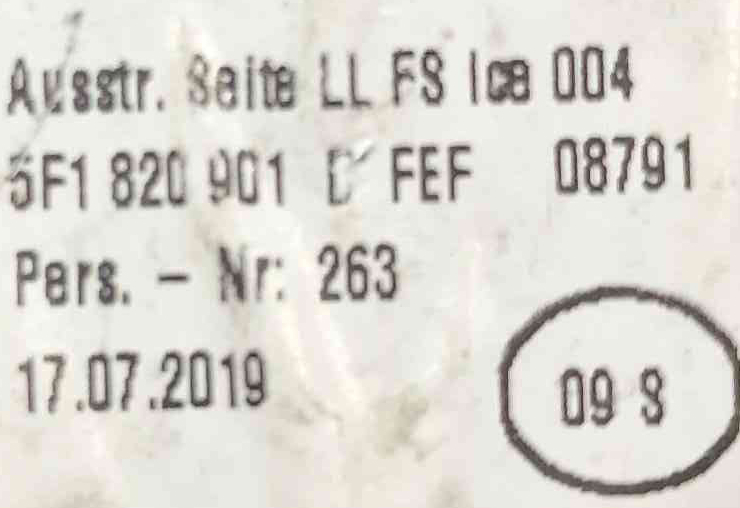 Ausstr. Seite LL FS Ice 004
5F1 820 901 D FEF 08791
Pers. - Nr: 263
17.07.2019
09 S